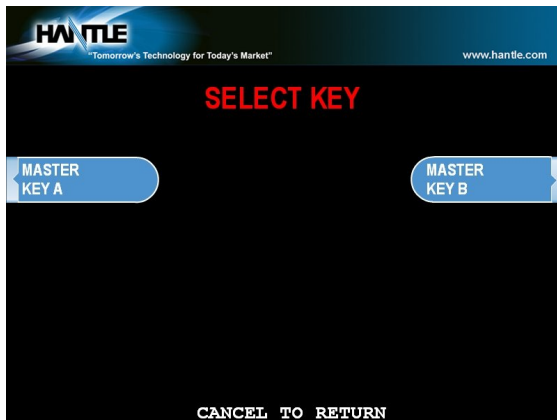 HANTLE
"Tomorrow's Technology for Today's Market"
www.hantle.com
SELECT KEY
MASTER
KEY A
MASTER
KEY B
CANCEL TO RETURN